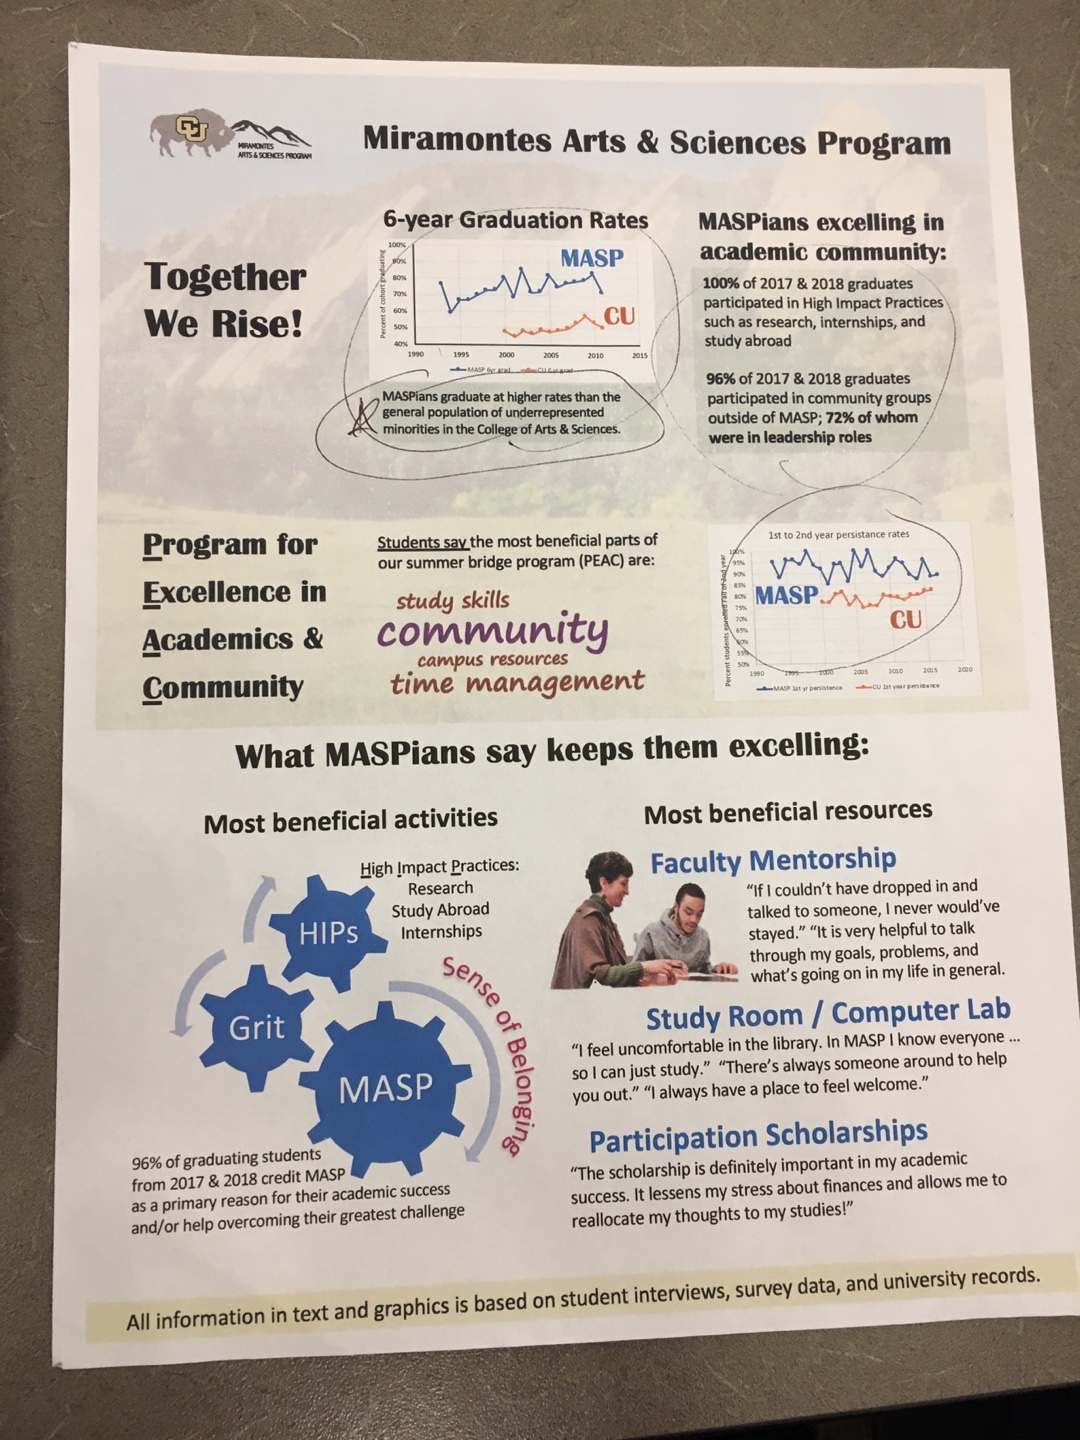 CU
MIRAMONTES
ARTS & SCIENCES PROGRAM
Miramontes Arts & Sciences Program
Together
We Rise!
6-year Graduation Rates
Percent of cohort graduating
100%
90%
80%
70%
60%
50%
40%
MASP
CU
1990 1995 2000 2005 2010 2015
MASP 6yr grad CU 6yr grad
MASPians graduate at higher rates than the
general population of underrepresented
minorities in the College of Arts & Sciences.
MASPians excelling in
academic community:
100% of 2017 & 2018 graduates
participated in High Impact Practices
such as research, internships, and
study abroad
96% of 2017 & 2018 graduates
participated in community groups
outside of MASP; 72% of whom
were in leadership roles
Program for
Excellence in
Academics &
Community
Students say the most beneficial parts of
our summer bridge program (PEAC) are:
study skills
community
campus resources
time management
1st to 2nd year persistance rates
Percent students enrolled Fall of 2nd year
100%
95%
90%
85%
80%
75%
70%
65%
60%
55%
50%
MASP
CU
1990 1995 2000 2005 2010 2015 2020
MASP 1st yr persistence CU 1st year persistence
What MASPians say keeps them excelling:
Most beneficial activities
High Impact Practices:
Research
Study Abroad
Internships
HIPs
Grit
MASP
Sense of Belonging
96% of graduating students
from 2017 & 2018 credit MASP
as a primary reason for their academic success
and/or help overcoming their greatest challenge
Most beneficial resources
Faculty Mentorship
“If I couldn’t have dropped in and
talked to someone, I never would’ve
stayed.” “It is very helpful to talk
through my goals, problems, and
what’s going on in my life in general.
Study Room / Computer Lab
“I feel uncomfortable in the library. In MASP I know everyone ...
so I can just study.” “There’s always someone around to help
you out.” “I always have a place to feel welcome.”
Participation Scholarships
“The scholarship is definitely important in my academic
success. It lessens my stress about finances and allows me to
reallocate my thoughts to my studies!”
All information in text and graphics is based on student interviews, survey data, and university records.